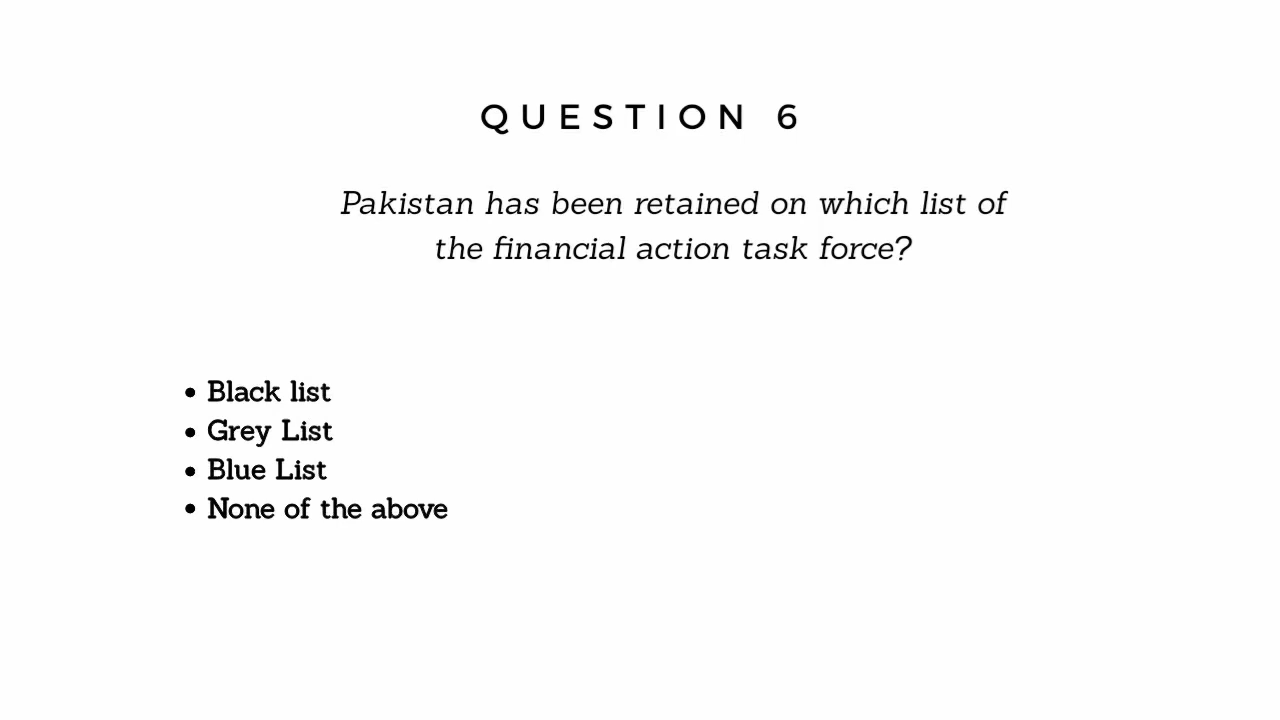 QUESTION 6
Pakistan has been retained on which list of
the financial action task force?
• Black list
• Grey List
• Blue List
• None of the above